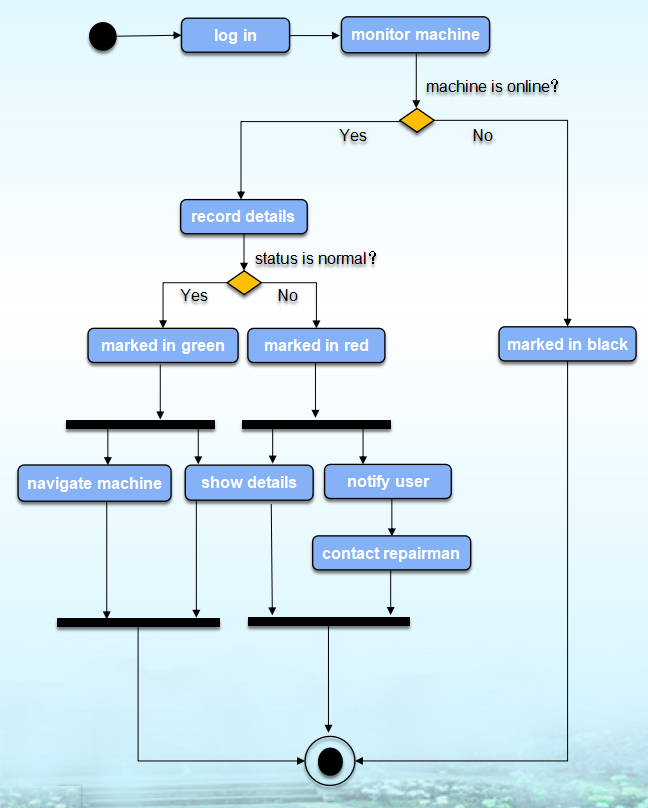 log in
monitor machine
machine is online?
Yes
No
record details
status is normal?
Yes
No
marked in green
marked in red
marked in black
navigate machine
show details
notify user
contact repairman